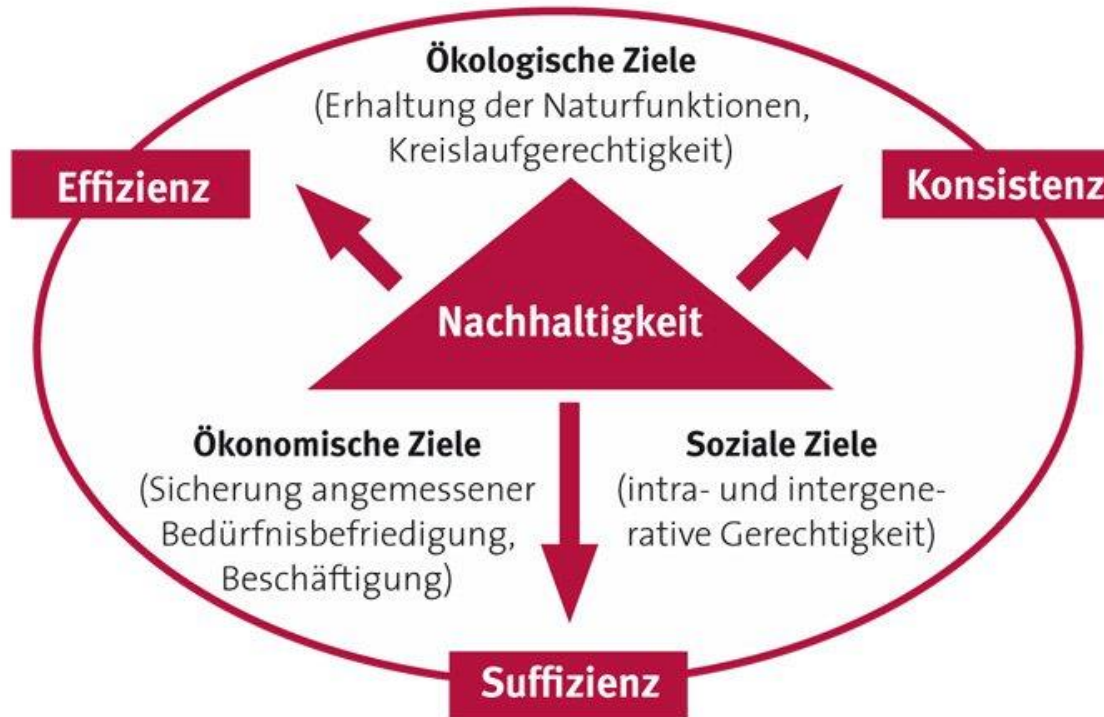 Ökologische Ziele
(Erhaltung der Naturfunktionen,
Kreislaufgerechtigkeit)
Effizienz
Konsistenz
Nachhaltigkeit
Ökonomische Ziele
(Sicherung angemessener
Bedürfnisbefriedigung,
Beschäftigung)
Soziale Ziele
(intra- und intergene-
rative Gerechtigkeit)
Suffizienz